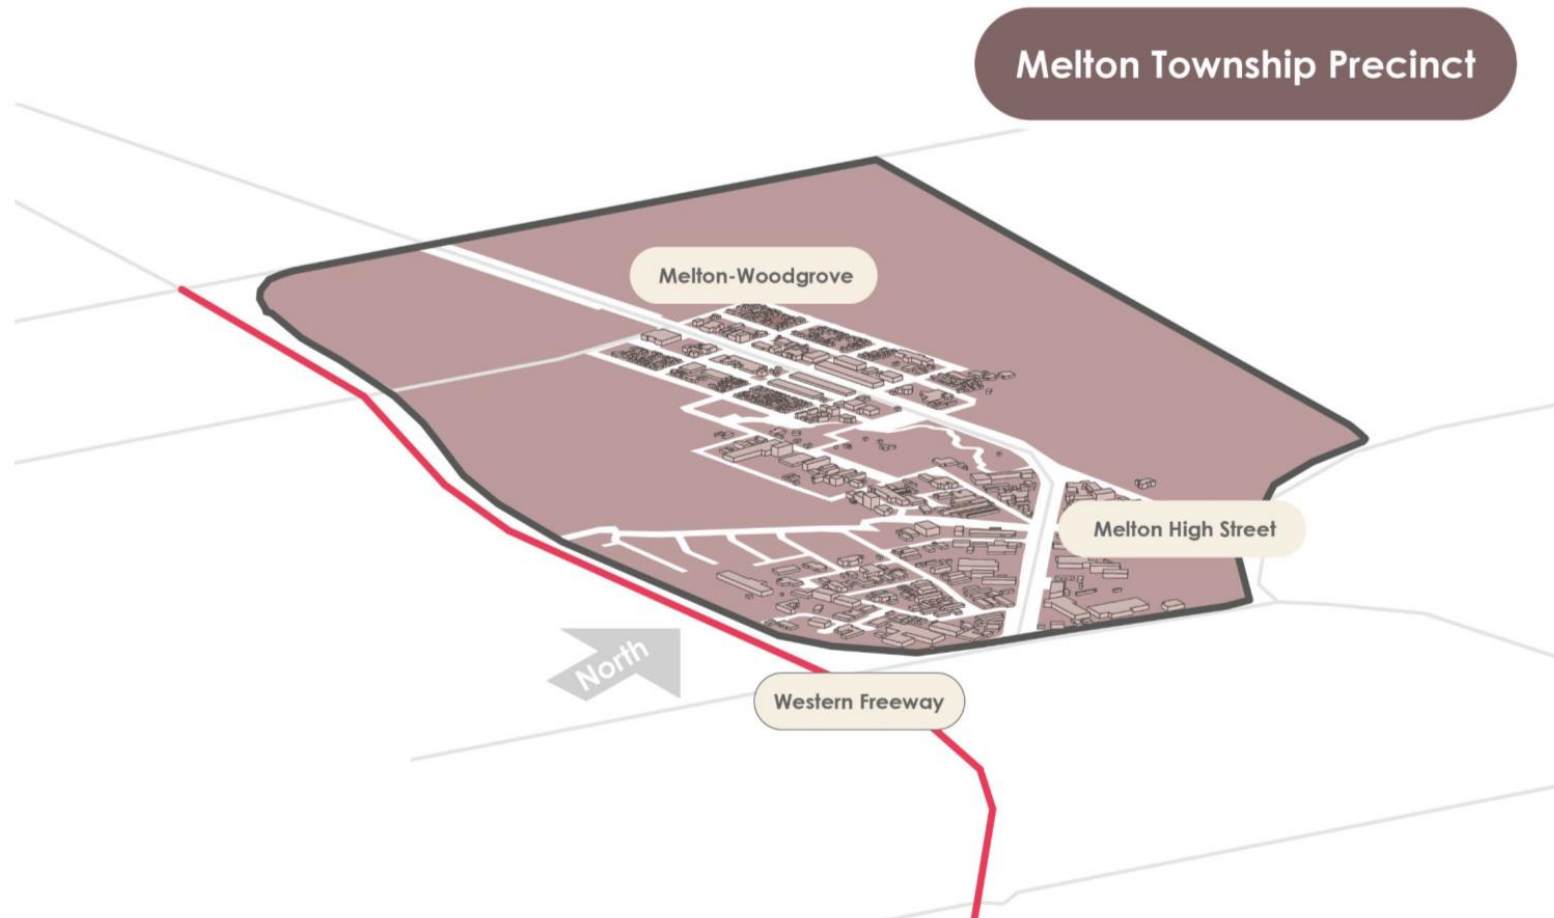 Melton Township Precinct
Melton-Woodgrove
Melton High Street
North
Western Freeway